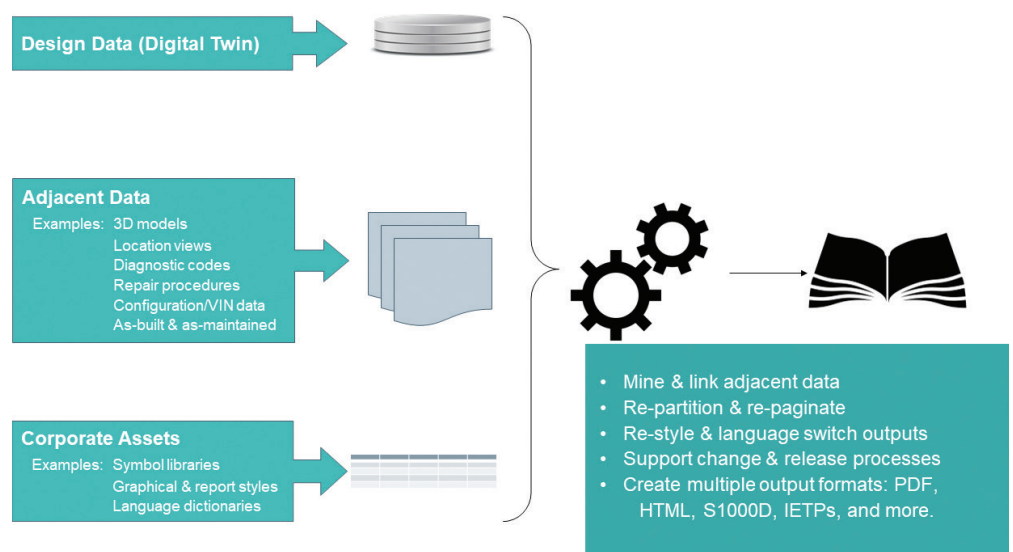 Design Data (Digital Twin)
Adjacent Data
Examples: 3D models
Location views
Diagnostic codes
Repair procedures
Configuration/VIN data
As-built & as-maintained
Corporate Assets
Examples: Symbol libraries
Graphical & report styles
Language dictionaries
• Mine & link adjacent data
• Re-partition & re-paginate
• Re-style & language switch outputs
• Support change & release processes
• Create multiple output formats: PDF,
HTML, S1000D, IETPs, and more.